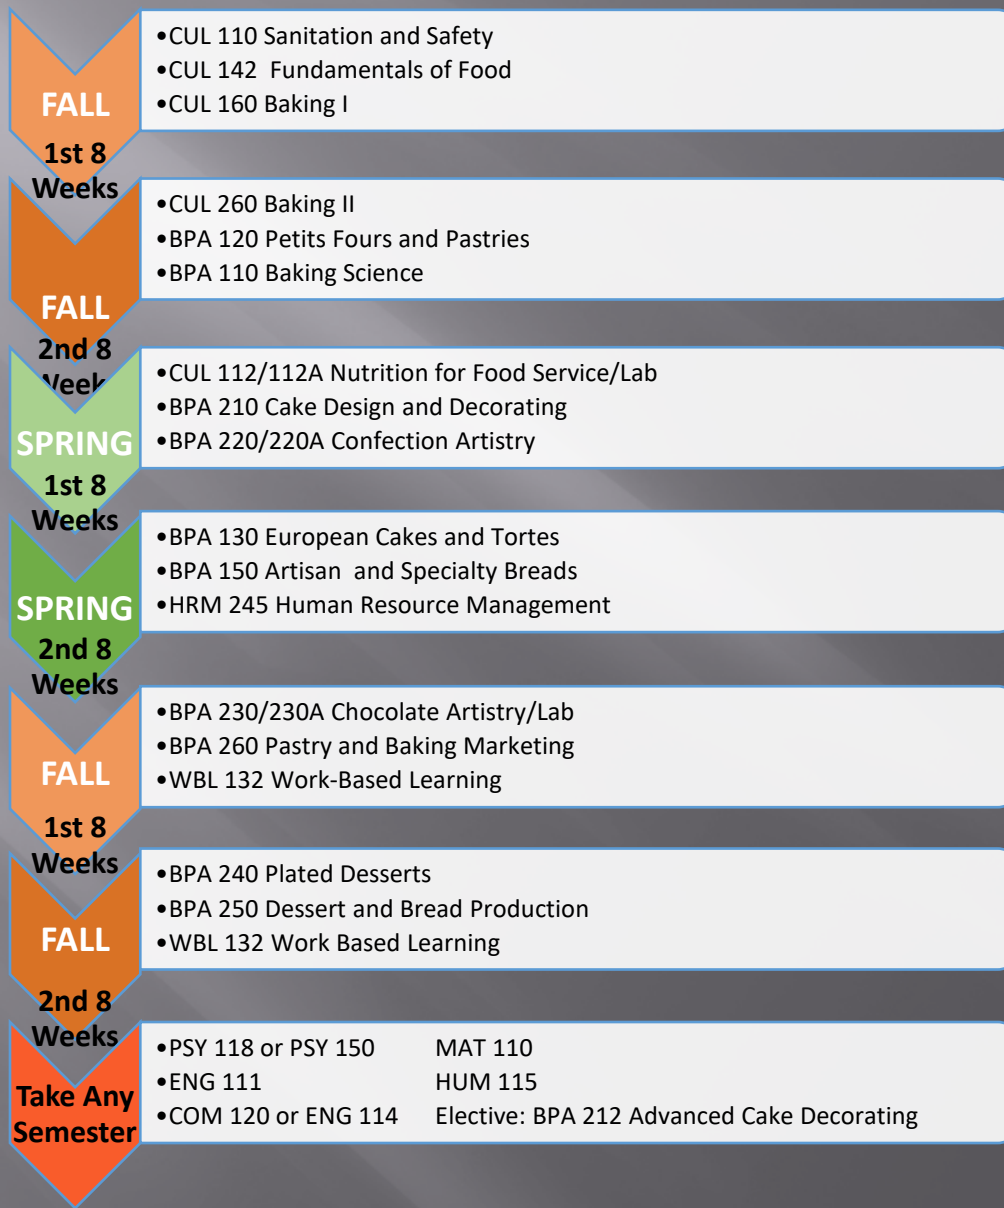 FALL
1st 8
Weeks
•CUL 110 Sanitation and Safety
•CUL 142 Fundamentals of Food
•CUL 160 Baking I
FALL
2nd 8
Week
•CUL 260 Baking II
•BPA 120 Petits Fours and Pastries
•BPA 110 Baking Science
SPRING
1st 8
Weeks
•CUL 112/112A Nutrition for Food Service/Lab
•BPA 210 Cake Design and Decorating
•BPA 220/220A Confection Artistry
SPRING
2nd 8
Weeks
•BPA 130 European Cakes and Tortes
•BPA 150 Artisan and Specialty Breads
•HRM 245 Human Resource Management
FALL
1st 8
Weeks
•BPA 230/230A Chocolate Artistry/Lab
•BPA 260 Pastry and Baking Marketing
•WBL 132 Work-Based Learning
FALL
2nd 8
Weeks
•BPA 240 Plated Desserts
•BPA 250 Dessert and Bread Production
•WBL 132 Work Based Learning
Take Any
Semester
•PSY 118 or PSY 150 MAT 110
•ENG 111 HUM 115
•COM 120 or ENG 114 Elective: BPA 212 Advanced Cake Decorating